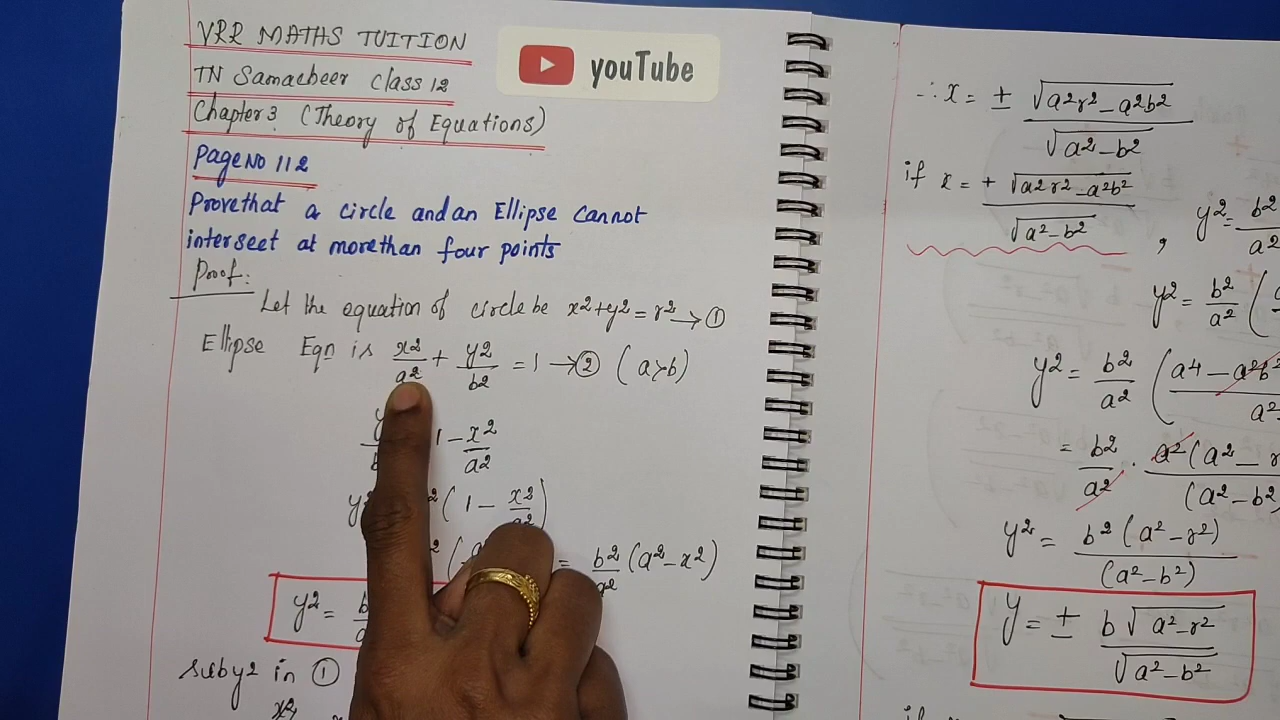 VRR MATHS TUITION
YouTube
TN Samacheer Class 12
Chapter 3 (Theory of Equations)
Page No 112
Prove that a circle and an Ellipse cannot
intersect at more than four points
Proof:
Let the equation of circle be x²+y²=r² → ①
Ellipse Eqn is x²/a² + y²/b² = 1 → ② (a>b)
1 - x²/a²
( 1 - x²/a² )
= b²/a² (a² - x²)
y² =
sub y² in ①
∴ x = ± √(a²r² - a²b²) / √(a² - b²)
if x = + √(a²r² - a²b²) / √(a² - b²) , y² = b²/a²
y² = b²/a² (
y² = b²/a² ( a⁴ - a²b²
= b²/a² · a²(a² - r / (a² - b²)
y² = b²(a² - r²) / (a² - b²)
y = ± b√(a² - r²) / √(a² - b²)